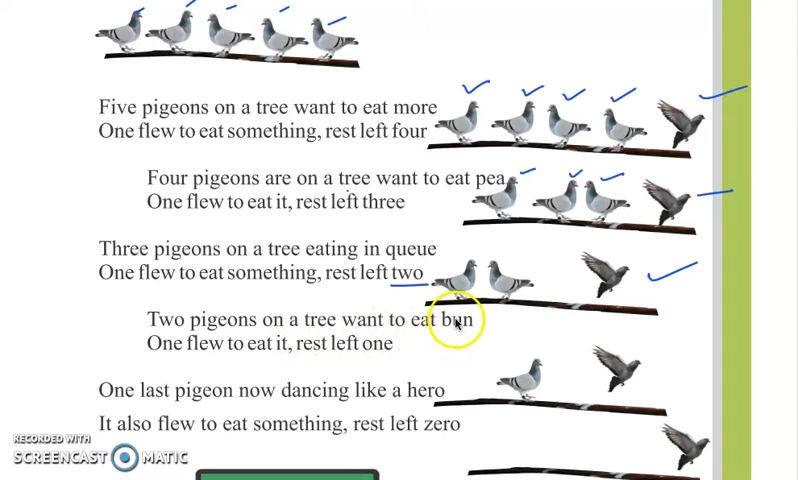 Five pigeons on a tree want to eat more
One flew to eat something, rest left four
Four pigeons are on a tree want to eat pea
One flew to eat it, rest left three
Three pigeons on a tree eating in queue
One flew to eat something, rest left two
Two pigeons on a tree want to eat bun
One flew to eat it, rest left one
One last pigeon now dancing like a hero
It also flew to eat something, rest left zero
RECORDED WITH
SCREENCAST MATIC